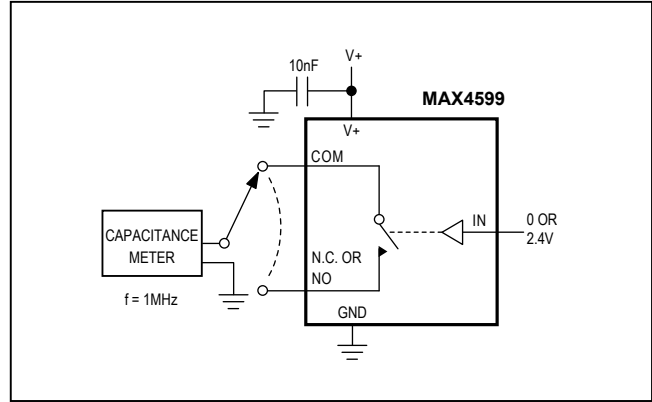 10nF
V+
MAX4599
V+
COM
IN
0 OR
2.4V
CAPACITANCE
METER
N.C. OR
NO
f = 1MHz
GND